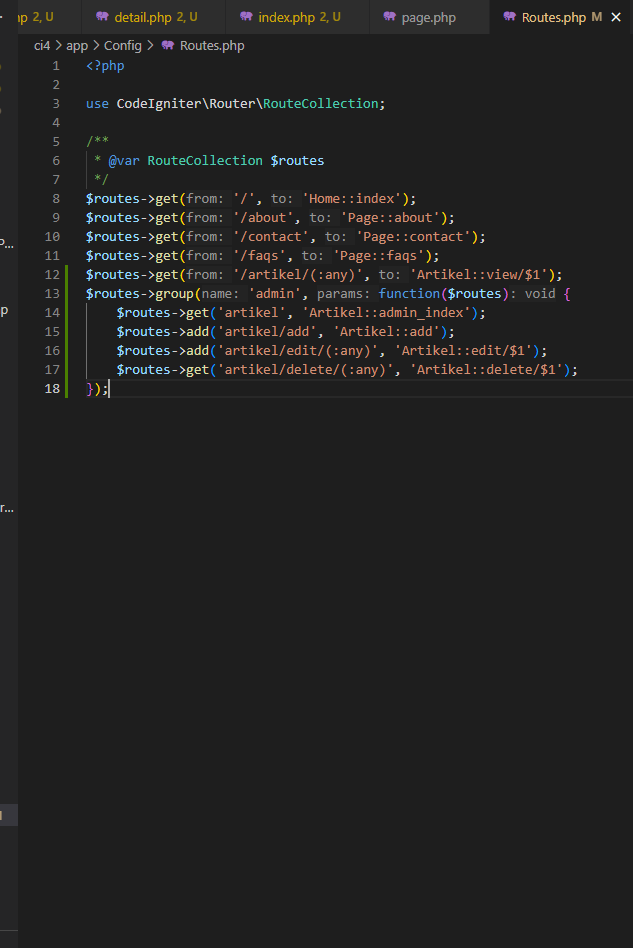 p 2, U detail.php 2, U index.php 2, U page.php Routes.php M ×
ci4 > app > Config > Routes.php
1 <?php
2
3 use CodeIgniter\Router\RouteCollection;
4
5 /**
6  * @var RouteCollection $routes
7  */
8 $routes->get(from: '/', to: 'Home::index');
9 $routes->get(from: '/about', to: 'Page::about');
10 $routes->get(from: '/contact', to: 'Page::contact');
11 $routes->get(from: '/faqs', to: 'Page::faqs');
12 $routes->get(from: '/artikel/(:any)', to: 'Artikel::view/$1');
13 $routes->group(name: 'admin', params: function($routes): void {
14     $routes->get('artikel', 'Artikel::admin_index');
15     $routes->add('artikel/add', 'Artikel::add');
16     $routes->add('artikel/edit/(:any)', 'Artikel::edit/$1');
17     $routes->get('artikel/delete/(:any)', 'Artikel::delete/$1');
18 });
P...
p
r...